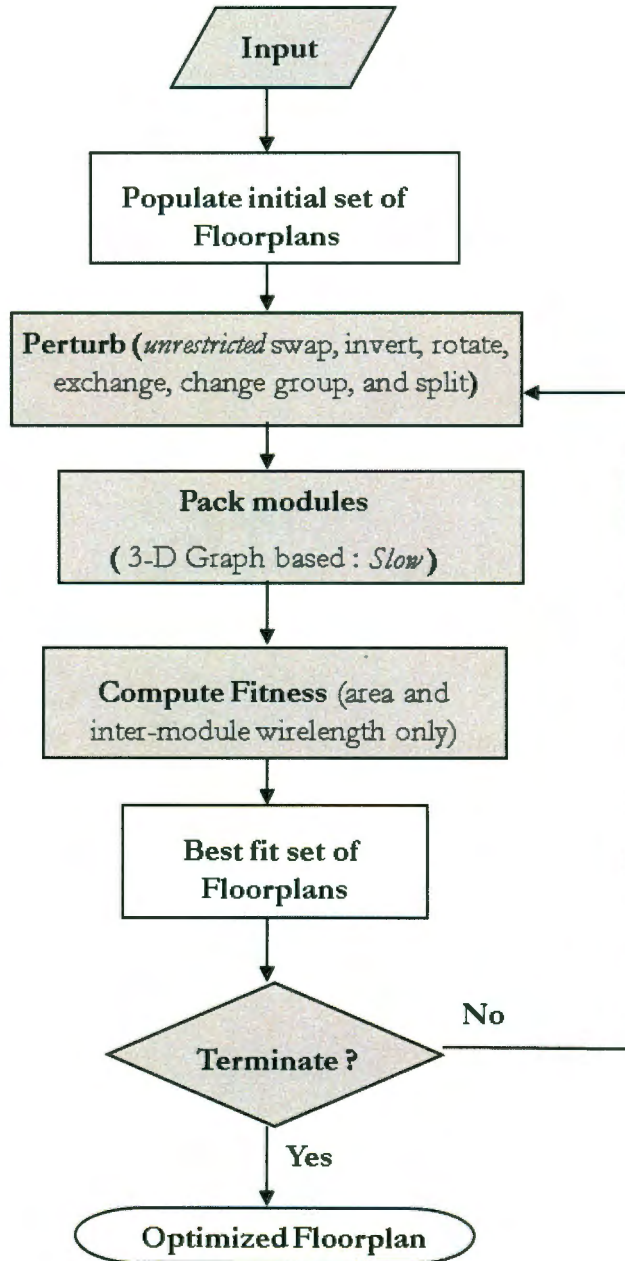 Input
Populate initial set of
Floorplans
Perturb (unrestricted swap, invert, rotate,
exchange, change group, and split)
Pack modules
( 3-D Graph based : Slow )
Compute Fitness (area and
inter-module wirelength only)
Best fit set of
Floorplans
Terminate ?
No
Yes
Optimized Floorplan